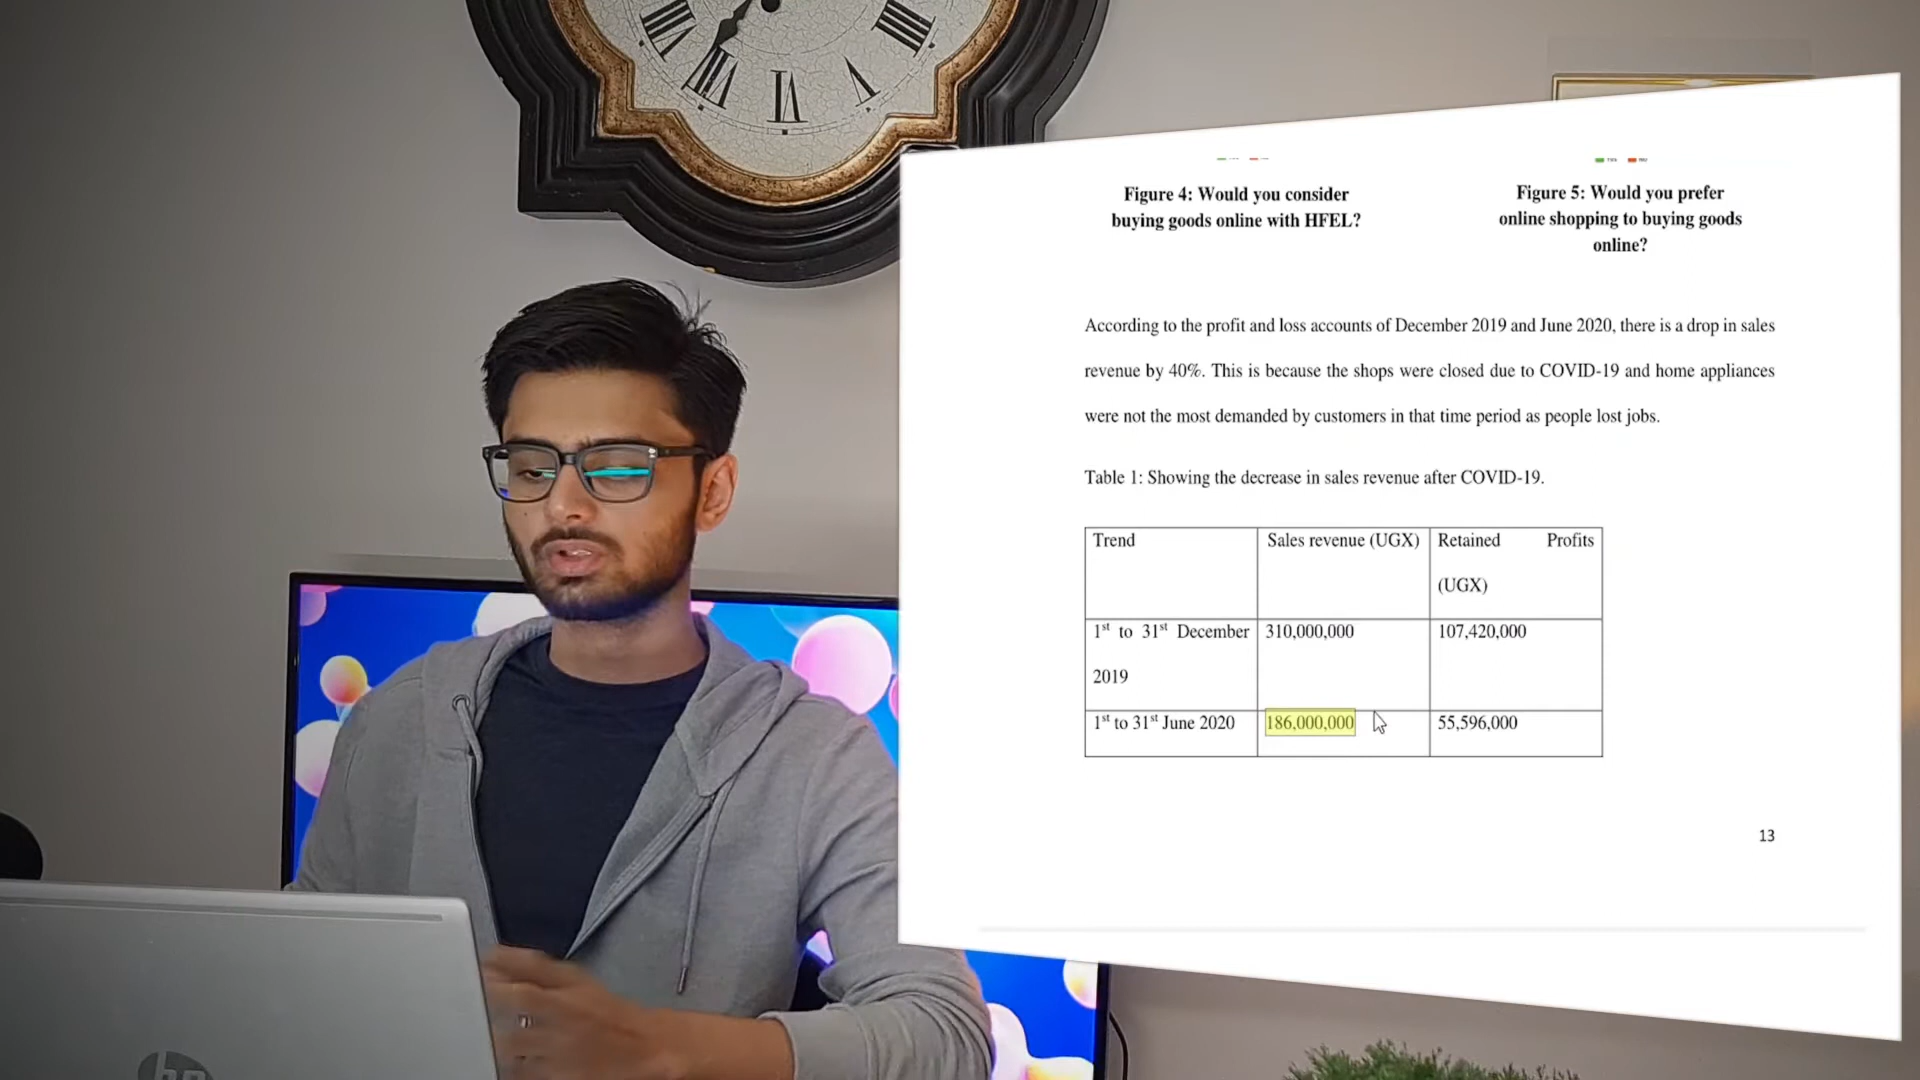 Figure 4: Would you consider
buying goods online with HFEL?
Figure 5: Would you prefer
online shopping to buying goods
online?
According to the profit and loss accounts of December 2019 and June 2020, there is a drop in sales
revenue by 40%. This is because the shops were closed due to COVID-19 and home appliances
were not the most demanded by customers in that time period as people lost jobs.
Table 1: Showing the decrease in sales revenue after COVID-19.
Trend
Sales revenue (UGX)
Retained Profits
(UGX)
1st to 31st December
2019
310,000,000
107,420,000
1st to 31st June 2020
186,000,000
55,596,000
13
hp
IIII
V
VI
VII
VIII